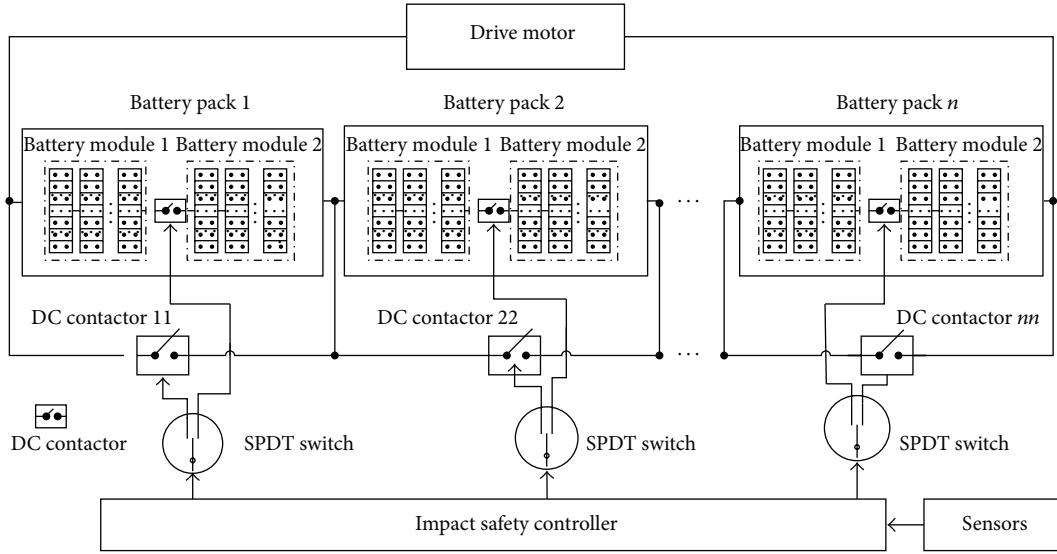 Drive motor
Battery pack 1
Battery pack 2
Battery pack n
Battery module 1
Battery module 2
Battery module 1
Battery module 2
Battery module 1
Battery module 2
DC contactor 11
DC contactor 22
DC contactor nn
DC contactor
SPDT switch
SPDT switch
SPDT switch
Impact safety controller
Sensors